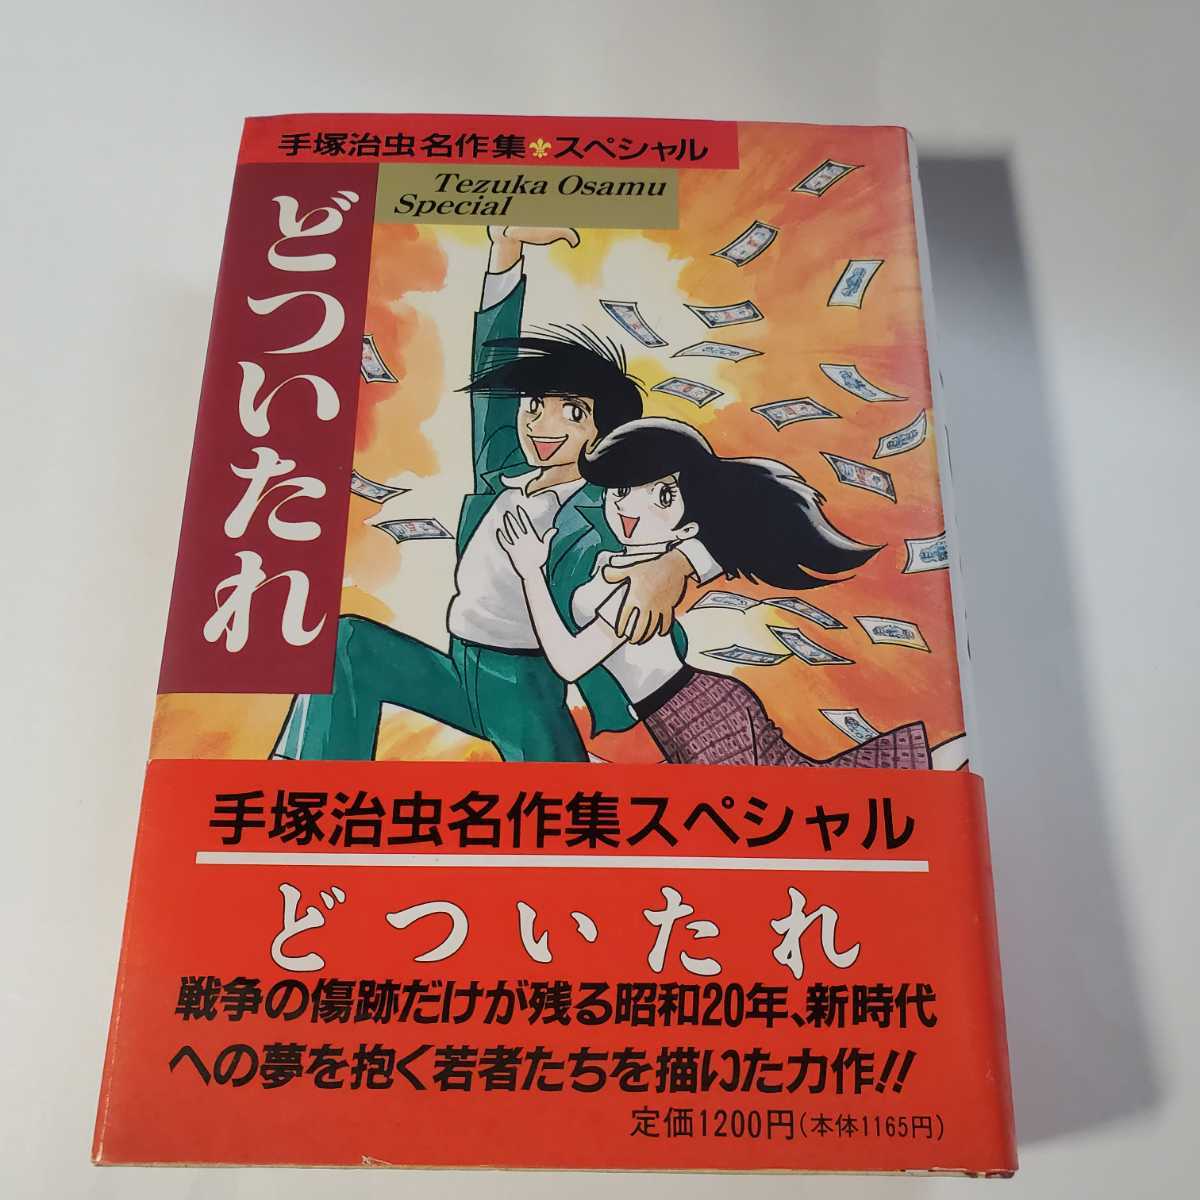 手塚治虫名作集⚜スペシャル
Tezuka Osamu
Special
どついたれ
手塚治虫名作集スペシャル
どついたれ
戦争の傷跡だけが残る昭和20年、新時代
への夢を抱く若者たちを描いた力作!!
定価1200円(本体1165円)